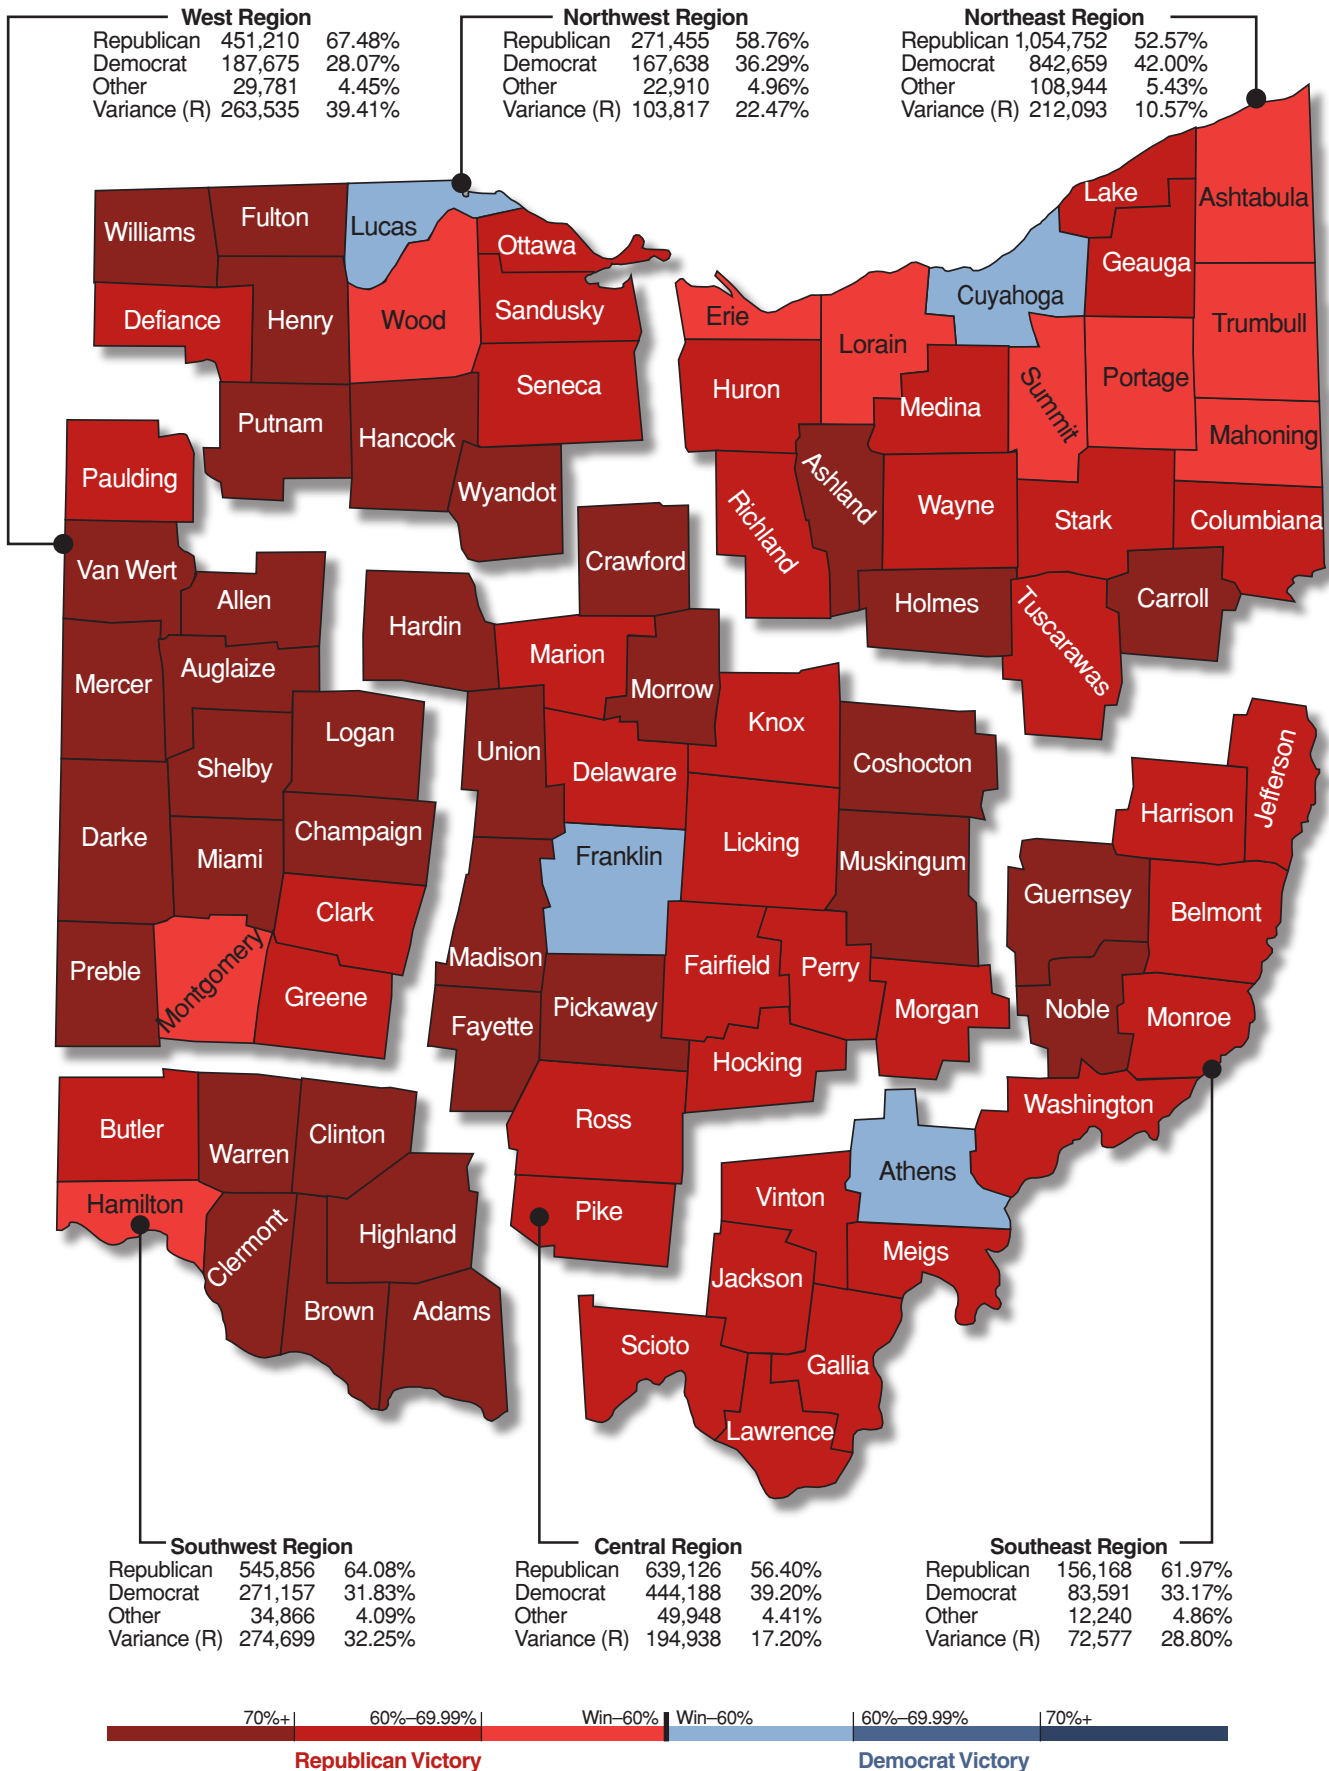 West Region
Republican 451,210 67.48%
Democrat 187,675 28.07%
Other 29,781 4.45%
Variance (R) 263,535 39.41%
Northwest Region
Republican 271,455 58.76%
Democrat 167,638 36.29%
Other 22,910 4.96%
Variance (R) 103,817 22.47%
Northeast Region
Republican 1,054,752 52.57%
Democrat 842,659 42.00%
Other 108,944 5.43%
Variance (R) 212,093 10.57%
Williams
Fulton
Lucas
Ottawa
Defiance
Henry
Wood
Sandusky
Seneca
Putnam
Hancock
Wyandot
Lake
Ashtabula
Geauga
Cuyahoga
Erie
Lorain
Trumbull
Huron
Medina
Summit
Portage
Mahoning
Richland
Ashland
Wayne
Stark
Columbiana
Holmes
Tuscarawas
Carroll
Paulding
Van Wert
Allen
Mercer
Auglaize
Logan
Shelby
Darke
Miami
Champaign
Clark
Preble
Montgomery
Greene
Crawford
Hardin
Marion
Morrow
Knox
Union
Delaware
Coshocton
Licking
Franklin
Muskingum
Madison
Fairfield
Perry
Pickaway
Fayette
Morgan
Hocking
Ross
Pike
Jefferson
Harrison
Guernsey
Belmont
Noble
Monroe
Washington
Athens
Vinton
Meigs
Jackson
Scioto
Gallia
Lawrence
Butler
Warren
Clinton
Hamilton
Clermont
Highland
Brown
Adams
Southwest Region
Republican 545,856 64.08%
Democrat 271,157 31.83%
Other 34,866 4.09%
Variance (R) 274,699 32.25%
Central Region
Republican 639,126 56.40%
Democrat 444,188 39.20%
Other 49,948 4.41%
Variance (R) 194,938 17.20%
Southeast Region
Republican 156,168 61.97%
Democrat 83,591 33.17%
Other 12,240 4.86%
Variance (R) 72,577 28.80%
70%+ 60%–69.99% Win–60% Win–60% 60%–69.99% 70%+
Republican Victory Democrat Victory